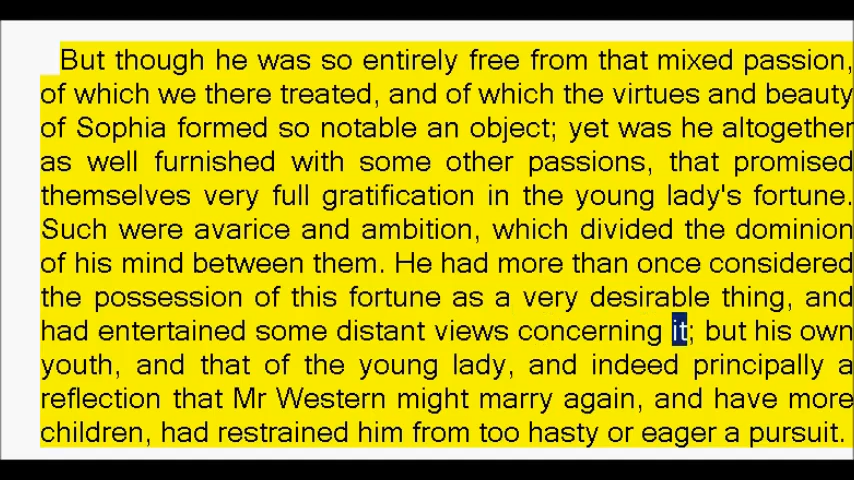 But though he was so entirely free from that mixed passion,
of which we there treated, and of which the virtues and beauty
of Sophia formed so notable an object; yet was he altogether
as well furnished with some other passions, that promised
themselves very full gratification in the young lady's fortune.
Such were avarice and ambition, which divided the dominion
of his mind between them. He had more than once considered
the possession of this fortune as a very desirable thing, and
had entertained some distant views concerning it; but his own
youth, and that of the young lady, and indeed principally a
reflection that Mr Western might marry again, and have more
children, had restrained him from too hasty or eager a pursuit.